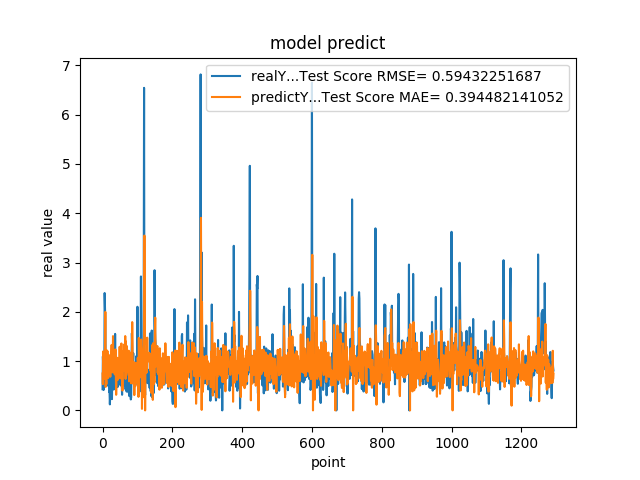 model predict
realY...Test Score RMSE= 0.59432251687
predictY...Test Score MAE= 0.394482141052
7
6
5
4
3
2
1
0
real value
0 200 400 600 800 1000 1200
point